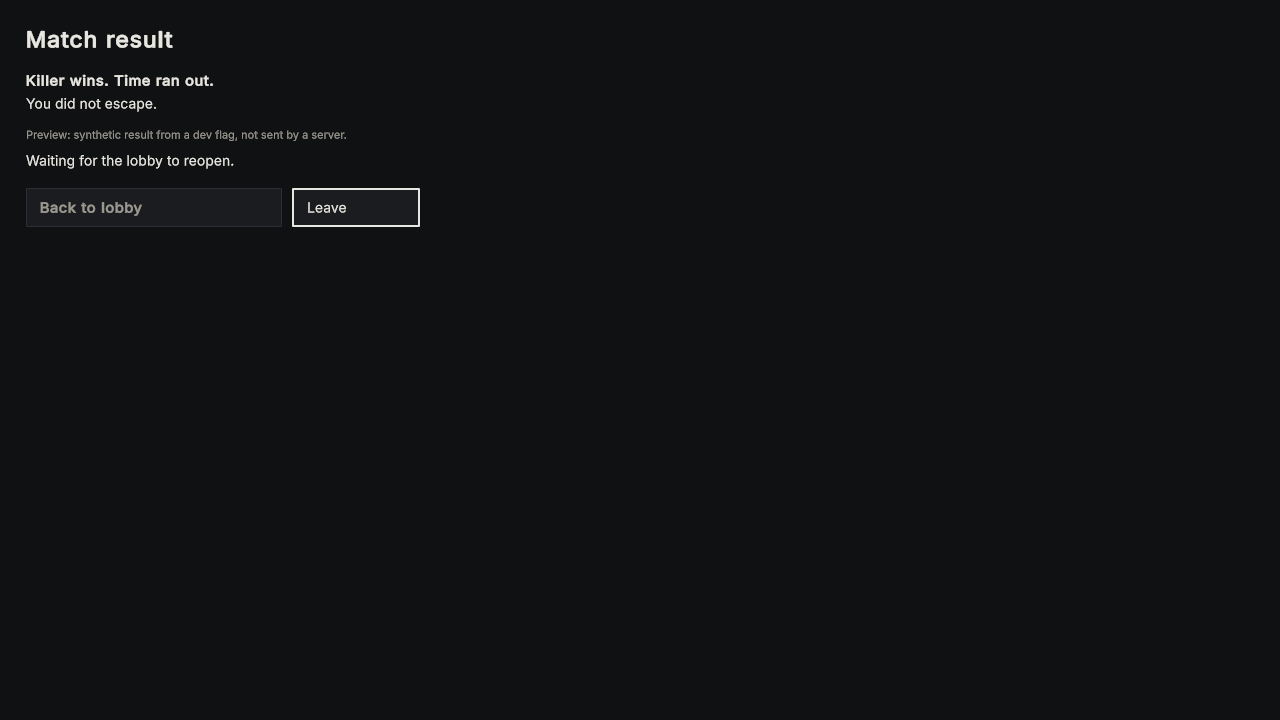 Match result
Killer wins. Time ran out.
You did not escape.
Preview: synthetic result from a dev flag, not sent by a server.
Waiting for the lobby to reopen.
Back to lobby
Leave